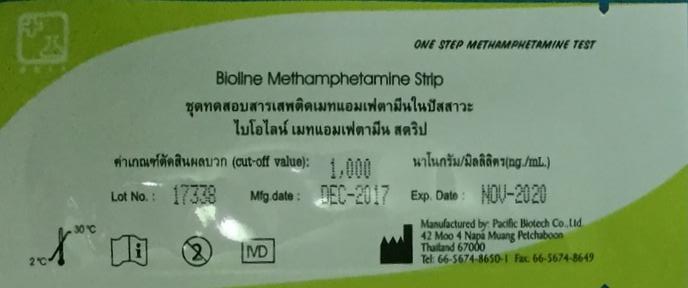 ONE STEP METHAMPHETAMINE TEST
Bioline Methamphetamine Strip
ชุดทดสอบสารเสพติดเมทแอมเฟตามีนในปัสสาวะ
ไบโอไลน์ เมทแอมเฟตามีน สตริป
ค่าเกณฑ์ตัดสินผลบวก (cut-off value): 1,000 นาโนกรัม/มิลลิลิตร(ng./mL.)
Lot No. : 17338 Mfg.date : DEC-2017 Exp. Date : NOV-2020
30°C
2°C
i
2
IVD
Manufactured by: Pacific Biotech Co.,Ltd.
42 Moo 4 Napa Muang Petchaboon
Thailand 67000
Tel: 66-5674-8650-1 Fax: 66-5674-8649